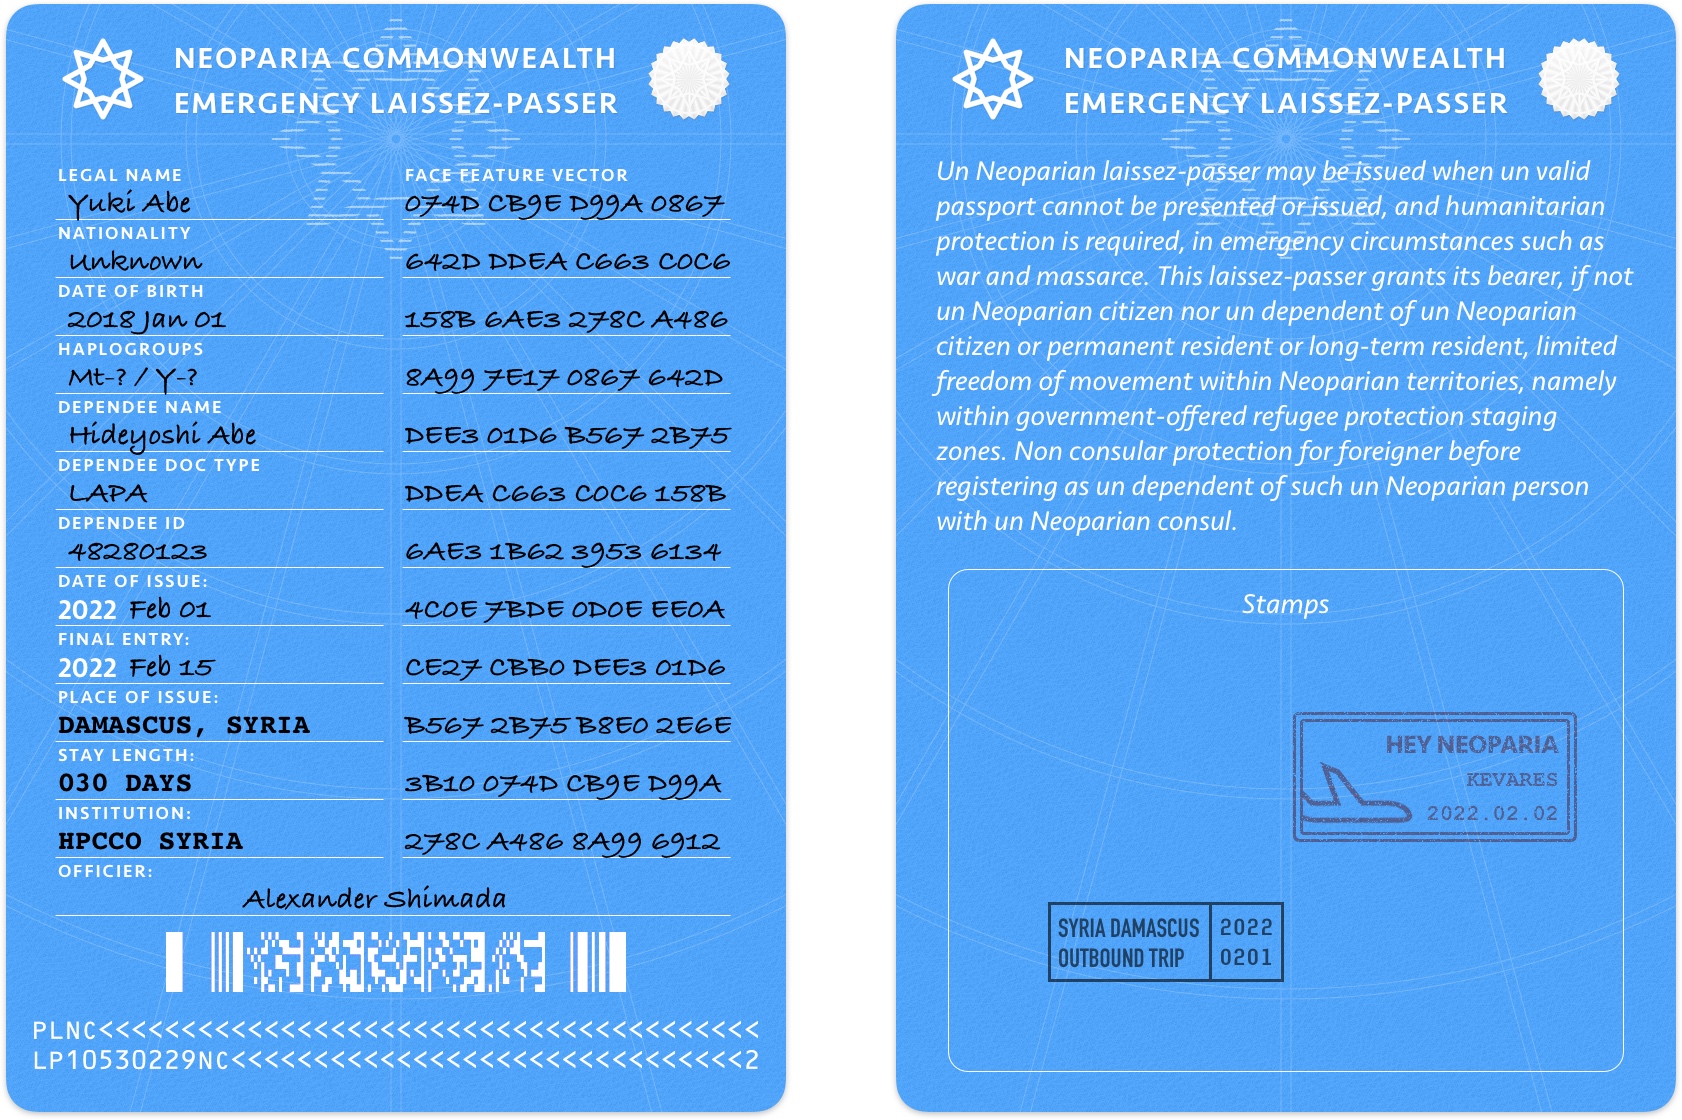 NEOPARIA COMMONWEALTH
EMERGENCY LAISSEZ-PASSER
LEGAL NAME
Yuki Abe
NATIONALITY
Unknown
DATE OF BIRTH
2018 Jan 01
HAPLOGROUPS
Mt-? / Y-?
DEPENDEE NAME
Hideyoshi Abe
DEPENDEE DOC TYPE
LAPA
DEPENDEE ID
48280123
DATE OF ISSUE:
2022 Feb 01
FINAL ENTRY:
2022 Feb 15
PLACE OF ISSUE:
DAMASCUS, SYRIA
STAY LENGTH:
030 DAYS
INSTITUTION:
HPCCO SYRIA
FACE FEATURE VECTOR
074D CB9E D99A 0867
642D DDEA C663 C0C6
158B 6AE3 278C A486
8A99 7E17 0867 642D
DEE3 01D6 B567 2B75
DDEA C663 C0C6 158B
6AE3 1B62 3953 6134
4C0E 7BDE 0D0E EE0A
CE27 CBB0 DEE3 01D6
B567 2B75 B8E0 2E6E
3B10 074D CB9E D99A
278C A486 8A99 6912
OFFICIER:
Alexander Shimada
PLNC<<<<<<<<<<<<<<<<<<<<<<<<<<<<<<<<<<<<<<<<
LP10530229NC<<<<<<<<<<<<<<<<<<<<<<<<<<<<<<<2
NEOPARIA COMMONWEALTH
EMERGENCY LAISSEZ-PASSER
Un Neoparian laissez-passer may be issued when un valid
passport cannot be presented or issued, and humanitarian
protection is required, in emergency circumstances such as
war and massarce. This laissez-passer grants its bearer, if not
un Neoparian citizen nor un dependent of un Neoparian
citizen or permanent resident or long-term resident, limited
freedom of movement within Neoparian territories, namely
within government-offered refugee protection staging
zones. Non consular protection for foreigner before
registering as un dependent of such un Neoparian person
with un Neoparian consul.
Stamps
HEY NEOPARIA
KEVARES
2022.02.02
SYRIA DAMASCUS 2022
OUTBOUND TRIP 0201